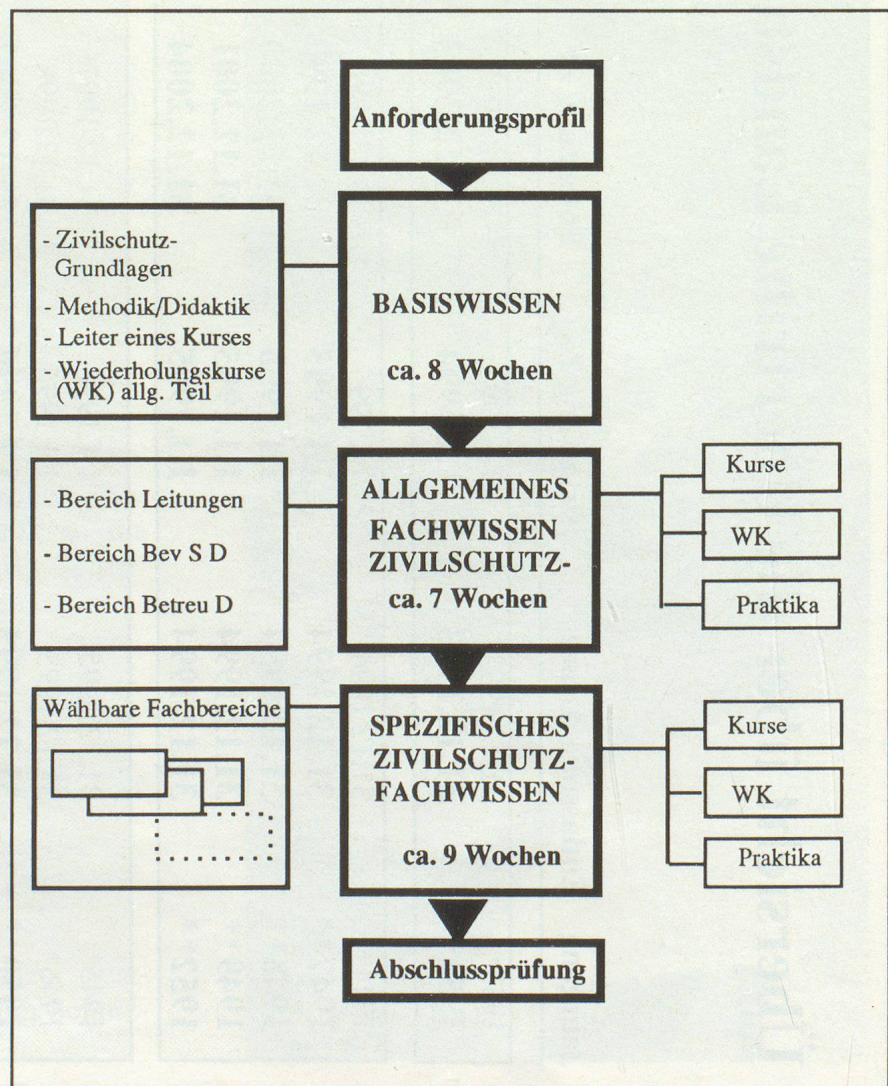 Anforderungsprofil
- Zivilschutz-
Grundlagen
- Methodik/Didaktik
- Leiter eines Kurses
- Wiederholungskurse
(WK) allg. Teil
BASISWISSEN
ca. 8 Wochen
- Bereich Leitungen
- Bereich Bev S D
- Bereich Betreu D
ALLGEMEINES
FACHWISSEN
ZIVILSCHUTZ-
ca. 7 Wochen
Kurse
WK
Praktika
Wählbare Fachbereiche
SPEZIFISCHES
ZIVILSCHUTZ-
FACHWISSEN
ca. 9 Wochen
Kurse
WK
Praktika
Abschlussprüfung